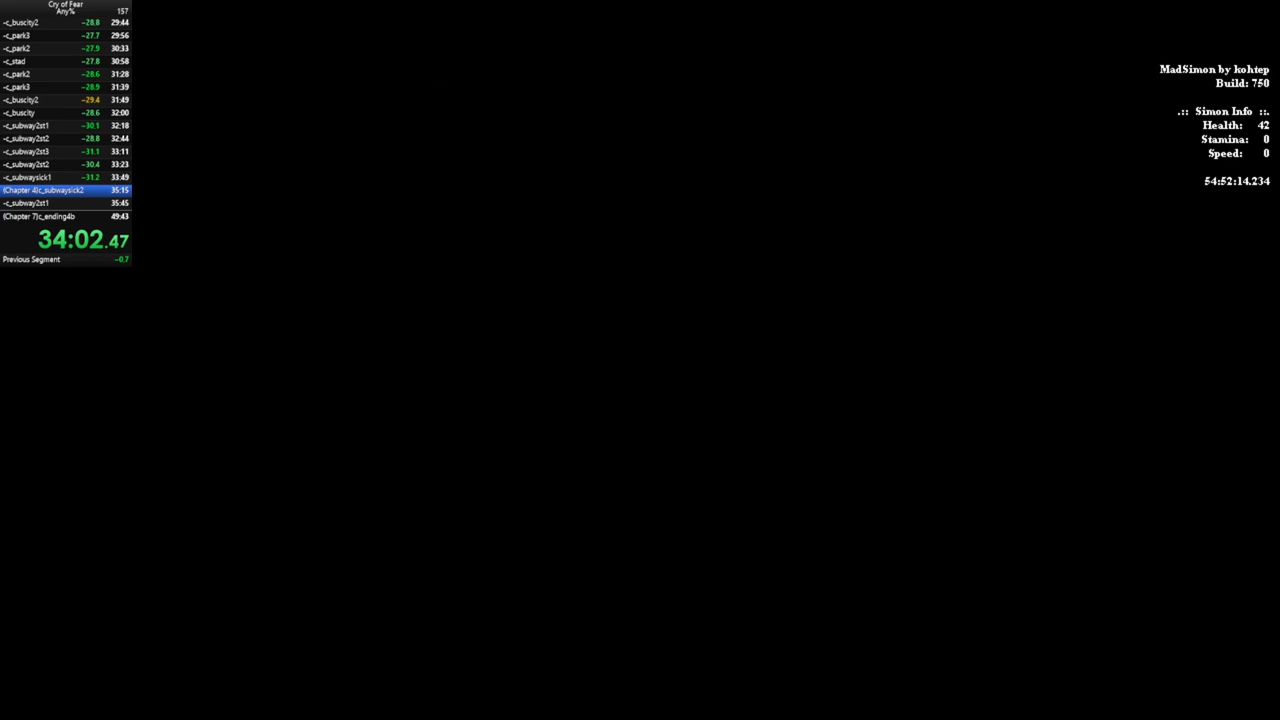 Cry of Fear
Any% 157
-c_buscity2 -28.8 29:44
-c_park3 -27.7 29:56
-c_park2 -27.9 30:33
-c_stad -27.8 30:58
-c_park2 -28.6 31:28
-c_park3 -28.9 31:39
-c_buscity2 -29.4 31:49
-c_buscity -28.6 32:00
-c_subway2st1 -30.1 32:18
-c_subway2st2 -28.8 32:44
-c_subway2st3 -31.1 33:11
-c_subway2st2 -30.4 33:23
-c_subwaysick1 -31.2 33:49
{Chapter 4}c_subwaysick2 35:15
-c_subway2st1 35:45
{Chapter 7}c_ending4b 49:43
34:02.47
Previous Segment -0.7
MadSimon by kohtep
Build: 750
.:: Simon Info ::.
Health: 42
Stamina: 0
Speed: 0
54:52:14.234